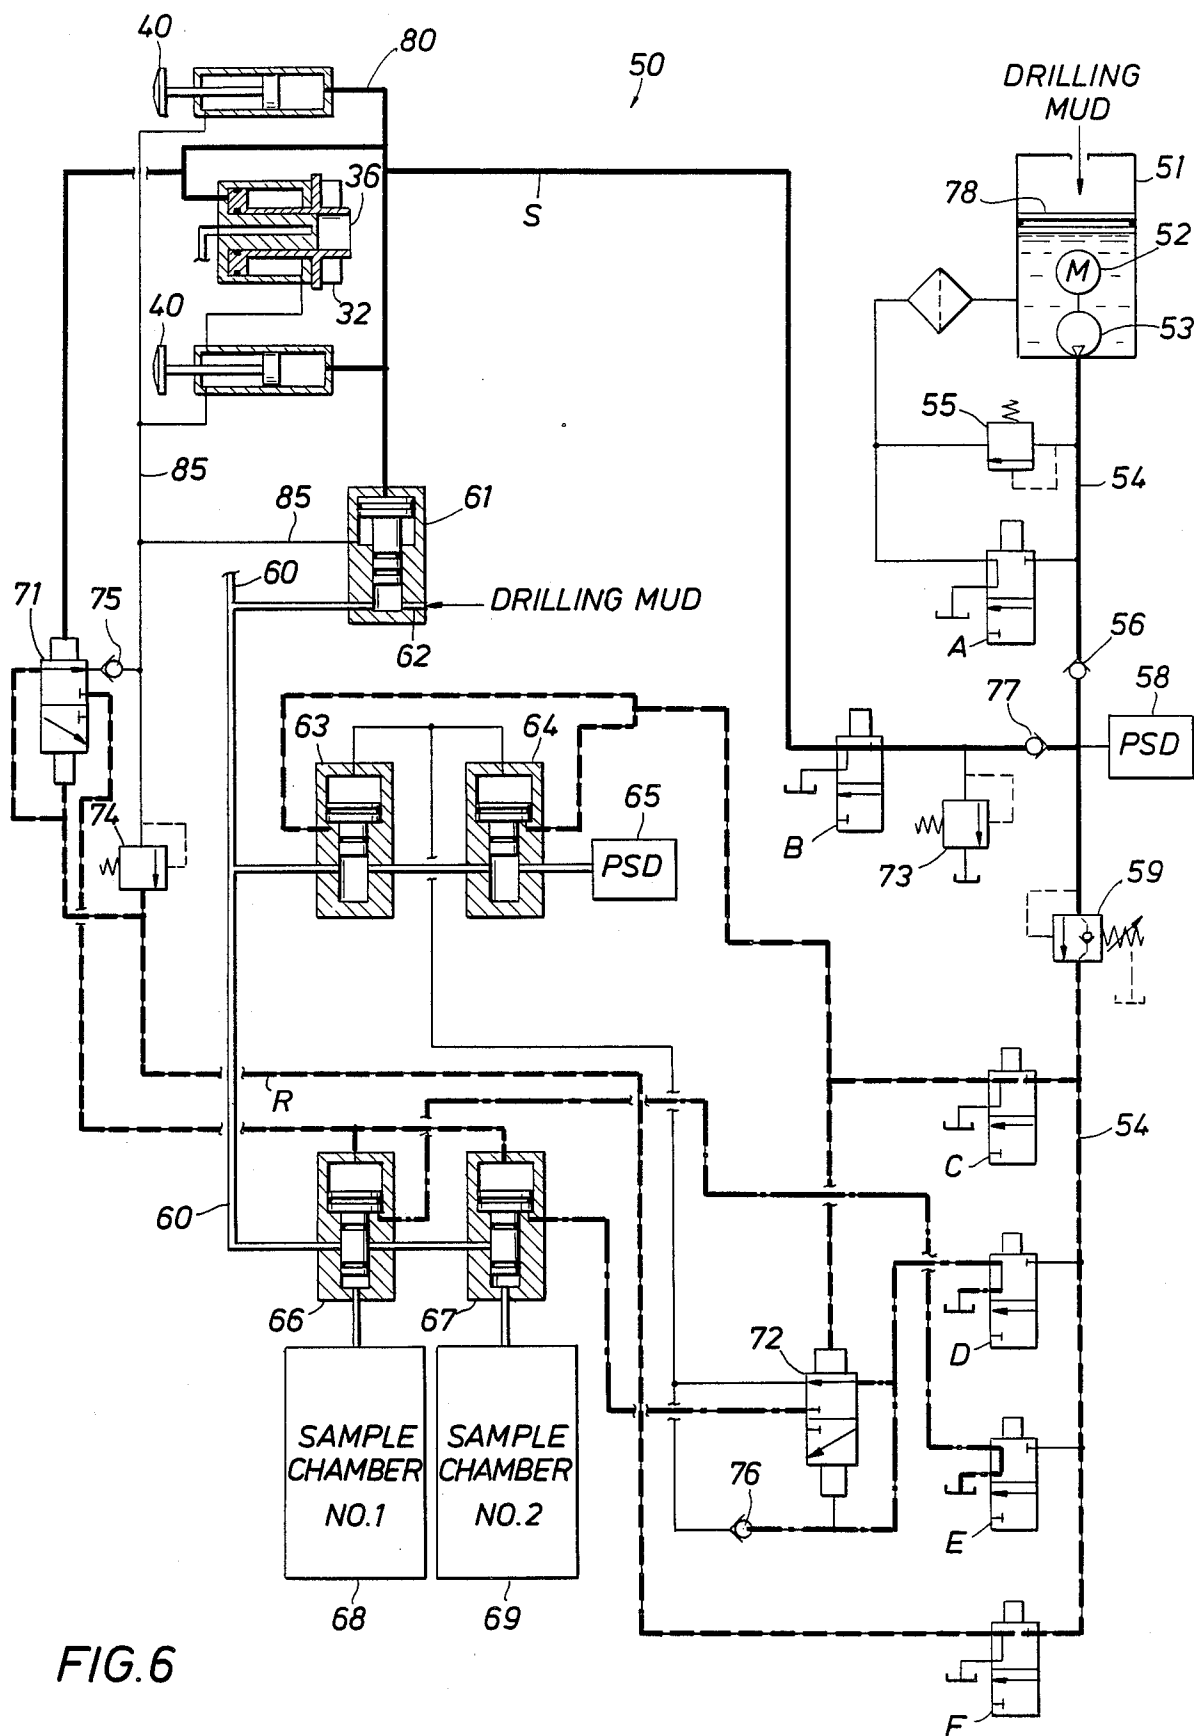 40
80
50
DRILLING
MUD
51
36
78
52
S
M
32
53
40
55
85
54
85
61
60
71
75
DRILLING MUD
A
62
56
58
77
63
64
PSD
74
65
B
PSD
73
59
R
54
C
60
66
67
72
D
SAMPLE
CHAMBER
NO.1
SAMPLE
CHAMBER
NO.2
76
E
68
69
FIG.6
F